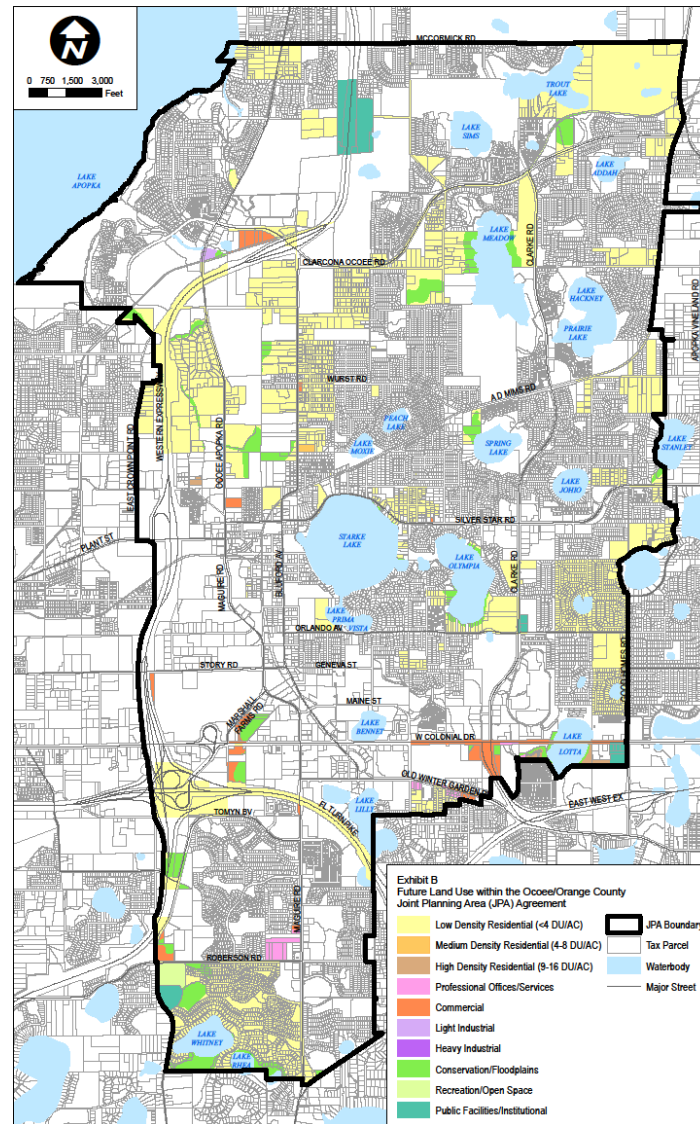 N
0 750 1,500 3,000
Feet
MCCORMICK RD
TROUT
LAKE
LAKE
SIMS
LAKE
ADDAH
LAKE
APOPKA
LAKE
MEADOW
CLARKE RD
CLARCONA OCOEE RD
LAKE
HACKNEY
PRAIRIE
LAKE
APOPKA VINELAND RD
WURST RD
A D MIMS RD
PEACH
LAKE
LAKE
MOXIE
SPRING
LAKE
LAKE
STANLEY
EAST CROWN POINT RD
WESTERN EXPRESSWAY
OCOEE APOPKA RD
LAKE
JOHIO
SILVER STAR RD
PLANT ST
STARKE
LAKE
LAKE
OLYMPIA
CLARKE RD
MAGUIRE RD
BLUFORD AV
LAKE
PRIMA
VISTA
ORLANDO AV
STORY RD
GENEVA ST
GOOD HOMES RD
MAINE ST
MARSHALL
FARMS RD
LAKE
BENNET
W COLONIAL DR
LAKE
LOTTA
OLD WINTER GARDEN
EAST WEST EX
LAKE
LILLY
TOMYN BV
FL TURNPIKE
MAGUIRE RD
ROBERSON RD
LAKE
WHITNEY
LAKE
RHEA
Exhibit B
Future Land Use within the Ocoee/Orange County
Joint Planning Area (JPA) Agreement
Low Density Residential (<4 DU/AC)
Medium Density Residential (4-8 DU/AC)
High Density Residential (9-16 DU/AC)
Professional Offices/Services
Commercial
Light Industrial
Heavy Industrial
Conservation/Floodplains
Recreation/Open Space
Public Facilities/Institutional
JPA Boundary
Tax Parcel
Waterbody
Major Street